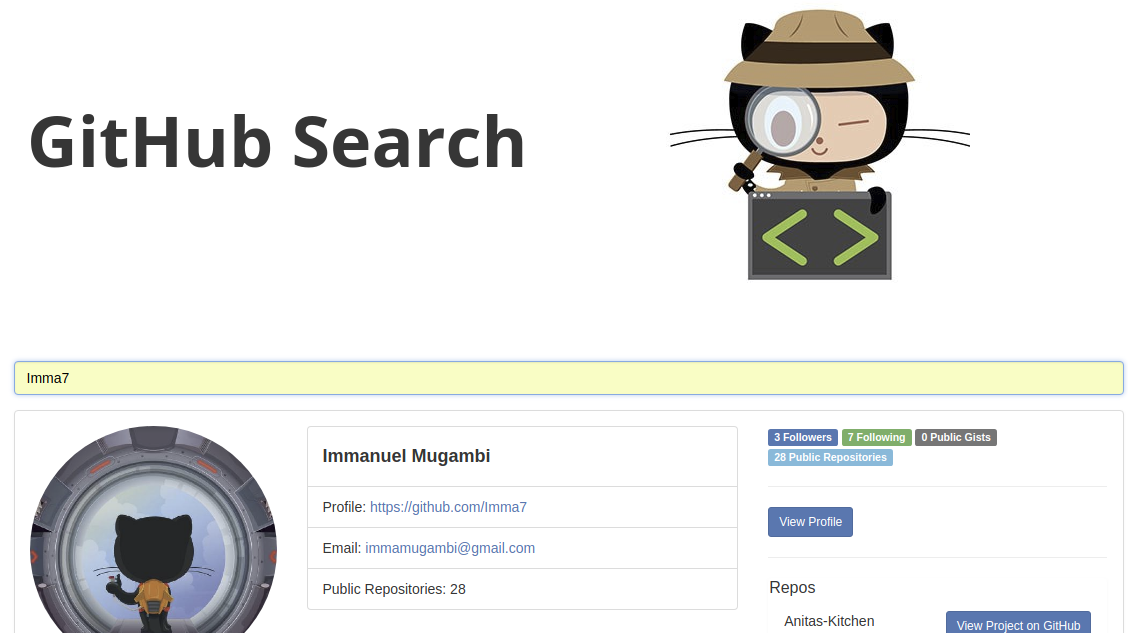 GitHub Search
Imma7
Immanuel Mugambi
Profile: https://github.com/Imma7
Email: immamugambi@gmail.com
Public Repositories: 28
3 Followers 7 Following 0 Public Gists
28 Public Repositories
View Profile
Repos
Anitas-Kitchen View Project on GitHub